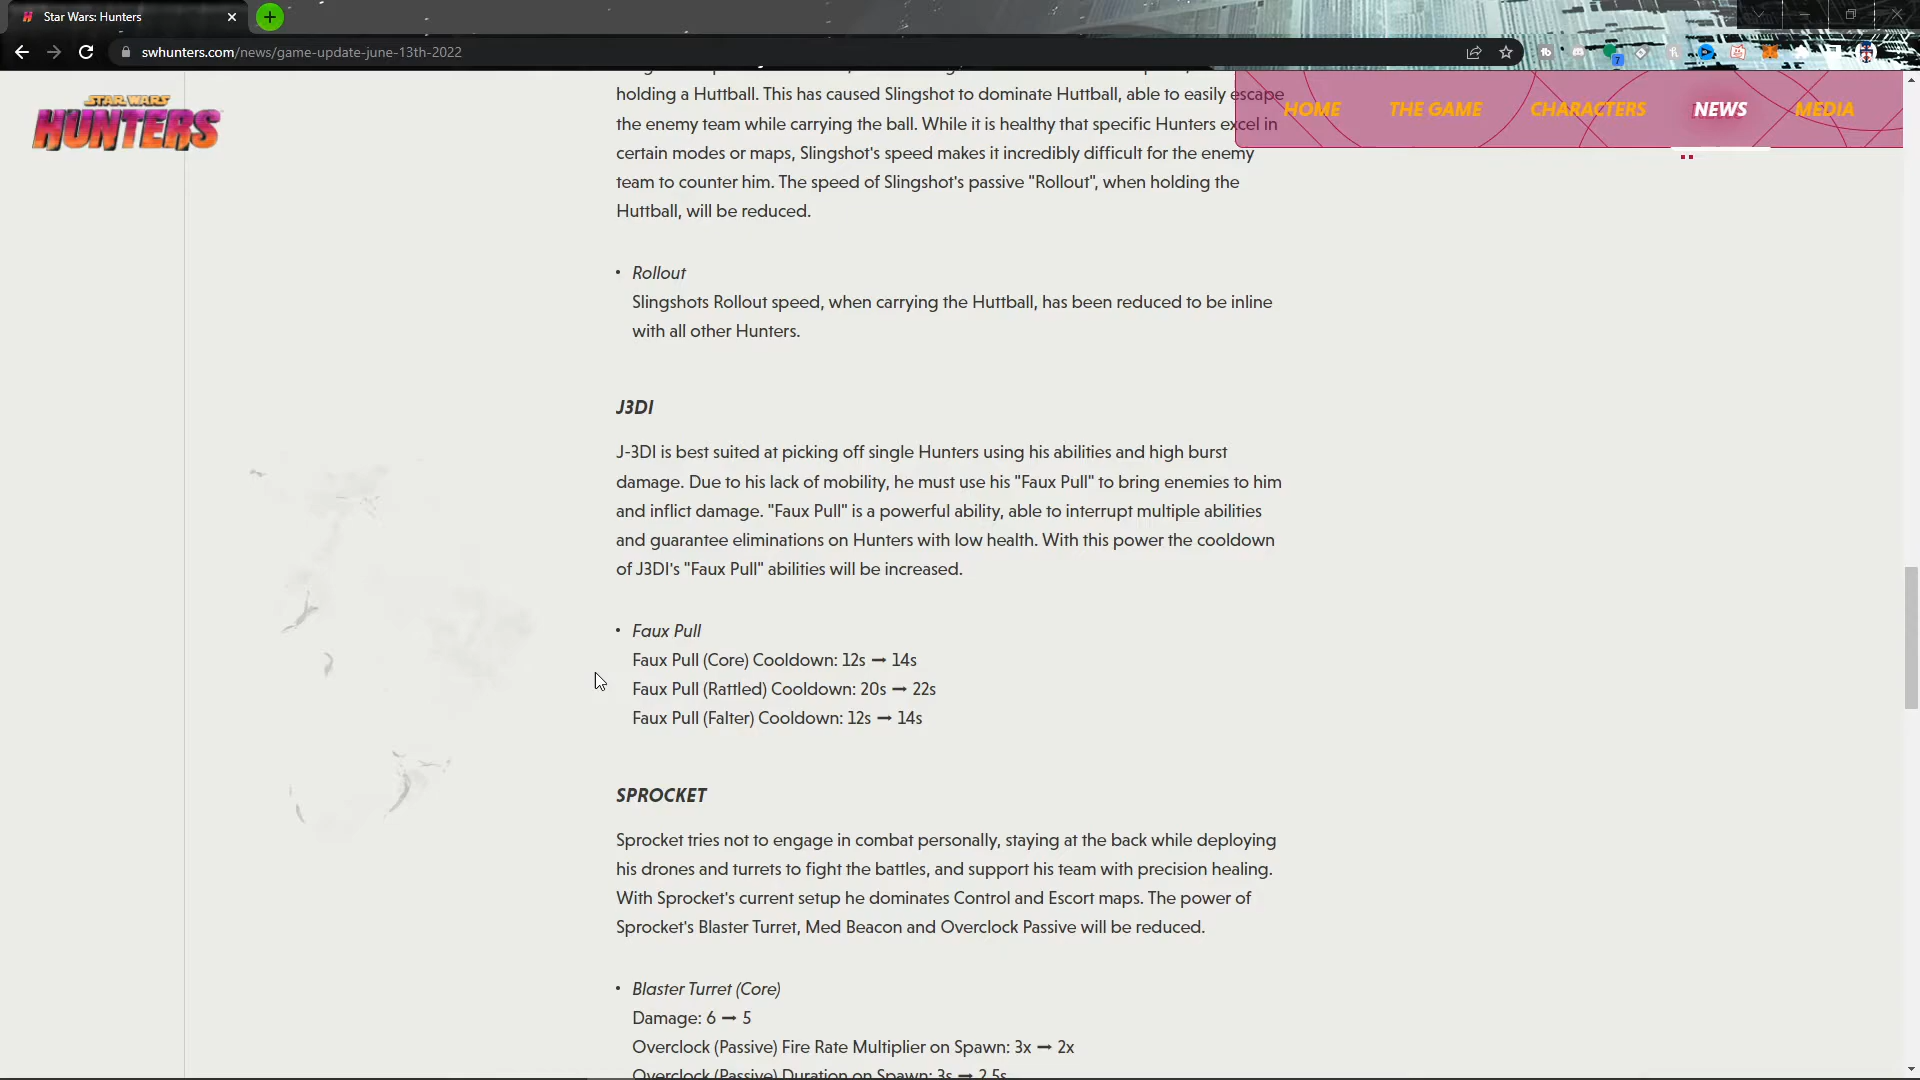 Star Wars: Hunters
swhunters.com/news/game-update-june-13th-2022
7
STAR WARS
HUNTERS
HOME THE GAME CHARACTERS NEWS MEDIA
holding a Huttball. This has caused Slingshot to dominate Huttball, able to easily escape
the enemy team while carrying the ball. While it is healthy that specific Hunters excel in
certain modes or maps, Slingshot's speed makes it incredibly difficult for the enemy
team to counter him. The speed of Slingshot's passive "Rollout", when holding the
Huttball, will be reduced.
• Rollout
Slingshots Rollout speed, when carrying the Huttball, has been reduced to be inline
with all other Hunters.
J3DI
J-3DI is best suited at picking off single Hunters using his abilities and high burst
damage. Due to his lack of mobility, he must use his "Faux Pull" to bring enemies to him
and inflict damage. "Faux Pull" is a powerful ability, able to interrupt multiple abilities
and guarantee eliminations on Hunters with low health. With this power the cooldown
of J3DI's "Faux Pull" abilities will be increased.
• Faux Pull
Faux Pull (Core) Cooldown: 12s ➞ 14s
Faux Pull (Rattled) Cooldown: 20s ➞ 22s
Faux Pull (Falter) Cooldown: 12s ➞ 14s
SPROCKET
Sprocket tries not to engage in combat personally, staying at the back while deploying
his drones and turrets to fight the battles, and support his team with precision healing.
With Sprocket's current setup he dominates Control and Escort maps. The power of
Sprocket's Blaster Turret, Med Beacon and Overclock Passive will be reduced.
• Blaster Turret (Core)
Damage: 6 ➞ 5
Overclock (Passive) Fire Rate Multiplier on Spawn: 3x ➞ 2x
Overclock (Passive) Duration on Spawn: 3s ➞ 2.5s